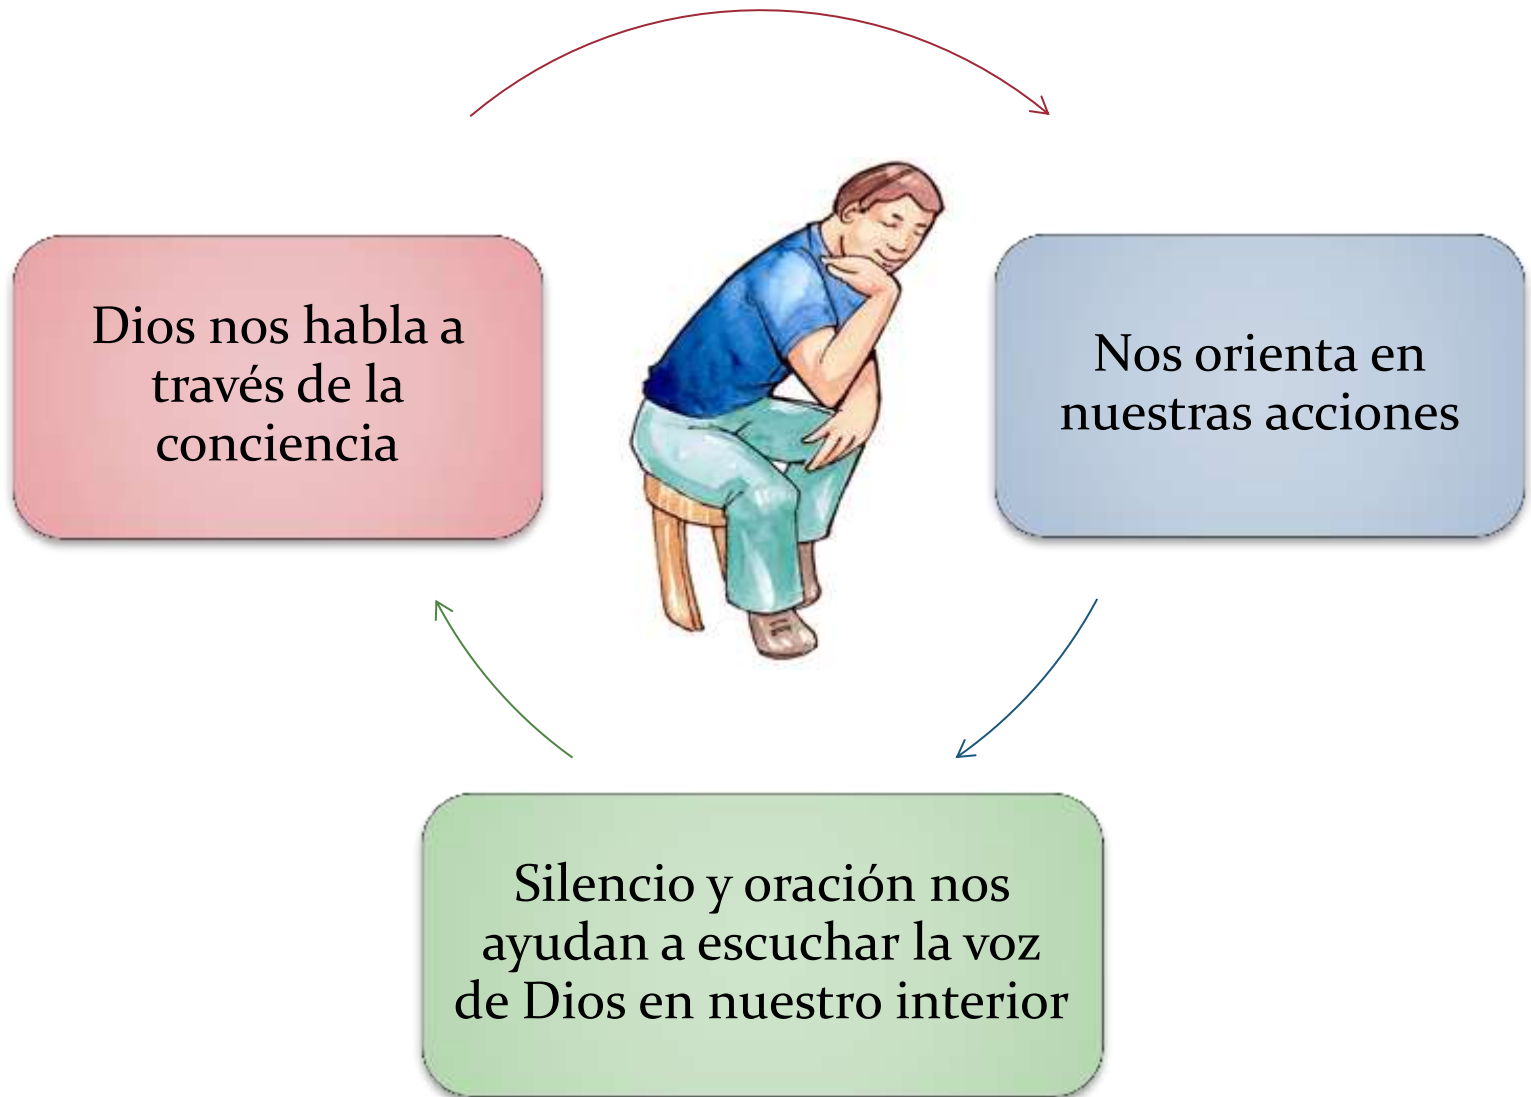 Dios nos habla a
través de la
conciencia
Nos orienta en
nuestras acciones
Silencio y oración nos
ayudan a escuchar la voz
de Dios en nuestro interior